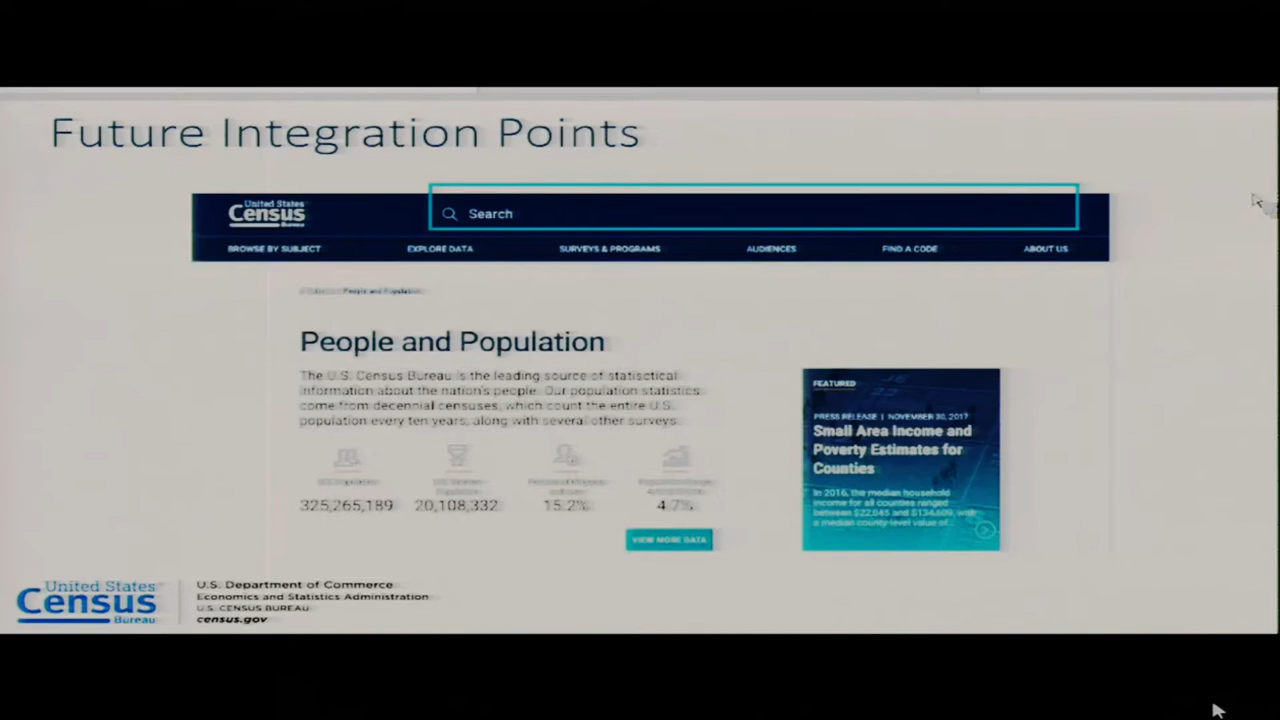 Future Integration Points
United States
Census
Bureau
Search
BROWSE BY SUBJECT
EXPLORE DATA
SURVEYS & PROGRAMS
AUDIENCES
FIND A CODE
ABOUT US
People and Population
People and Population
The U.S. Census Bureau is the leading source of statisctical
information about the nation's people. Our population statistics
come from decennial censuses, which count the entire U.S.
population every ten years, along with several other surveys.
325,265,189
20,108,332
15.2%
4.7%
VIEW MORE DATA
FEATURED
PRESS RELEASE | NOVEMBER 30, 2017
Small Area Income and
Poverty Estimates for
Counties
In 2016, the median household
income for all counties ranged
between $22,045 and $134,609, with
a median county-level value of...
United States
Census
Bureau
U.S. Department of Commerce
Economics and Statistics Administration
U.S. CENSUS BUREAU
census.gov